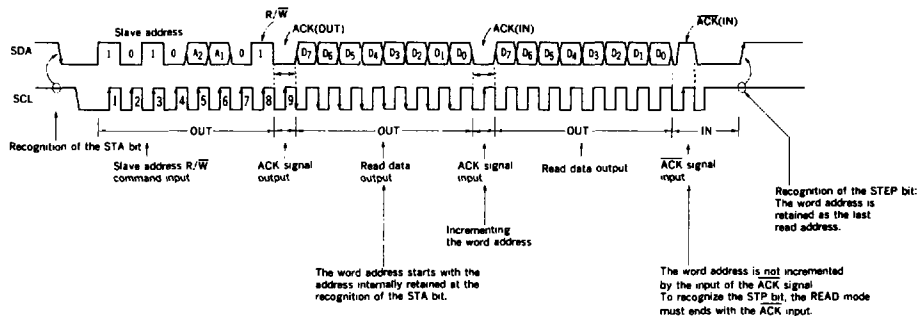 R/W̅
Slave address ACK(OUT) ACK(IN) A̅C̅K̅(IN)
SDA 1 0 1 0 A2 A1 0 1 D7 D6 D5 D4 D3 D2 D1 D0 D7 D6 D5 D4 D3 D2 D1 D0
SCL 1 2 3 4 5 6 7 8 9
OUT OUT OUT IN
Recognition of the STA bit
Slave address R/W̅
command input
ACK signal
output
Read data
output
ACK signal
input
Read data output
A̅C̅K̅ signal
input
Recognition of the STEP bit:
The word address is
retained as the last
read address.
Incrementing
the word address
The word address starts with the
address internally retained at the
recognition of the STA bit.
The word address is not incremented
by the input of the A̅C̅K̅ signal
To recognize the STP bit, the READ mode
must ends with the A̅C̅K̅ input.